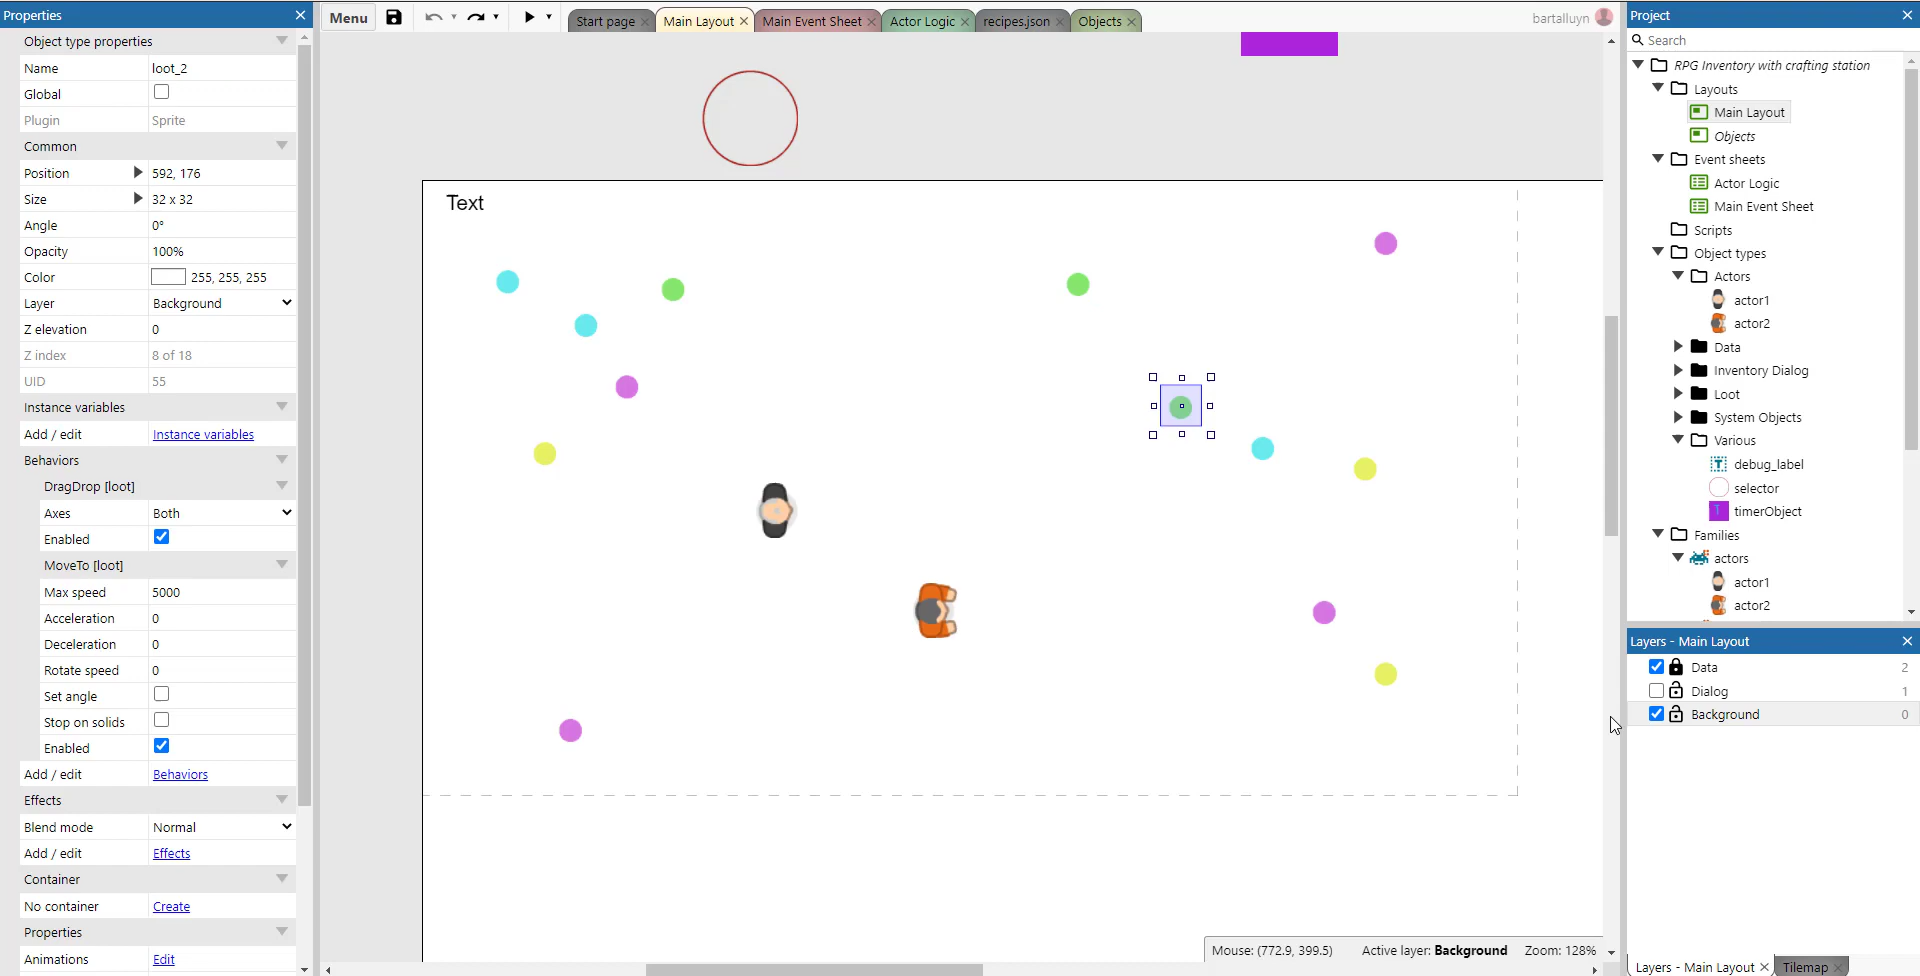 Properties
Object type properties
Name loot_2
Global
Plugin Sprite
Common
Position 592, 176
Size 32 x 32
Angle 0°
Opacity 100%
Color 255, 255, 255
Layer Background
Z elevation 0
Z index 8 of 18
UID 55
Instance variables
Add / edit Instance variables
Behaviors
DragDrop [loot]
Axes Both
Enabled
MoveTo [loot]
Max speed 5000
Acceleration 0
Deceleration 0
Rotate speed 0
Set angle
Stop on solids
Enabled
Add / edit Behaviors
Effects
Blend mode Normal
Add / edit Effects
Container
No container Create
Properties
Animations Edit
Menu
Start page
Main Layout
Main Event Sheet
Actor Logic
recipes.json
Objects
bartalluyn
Text
Mouse: (772.9, 399.5) Active layer: Background Zoom: 128%
Project
Search
RPG Inventory with crafting station
Layouts
Main Layout
Objects
Event sheets
Actor Logic
Main Event Sheet
Scripts
Object types
Actors
actor1
actor2
Data
Inventory Dialog
Loot
System Objects
Various
debug_label
selector
timerObject
Families
actors
actor1
actor2
Layers - Main Layout
Data 2
Dialog 1
Background 0
Layers - Main Layout
Tilemap